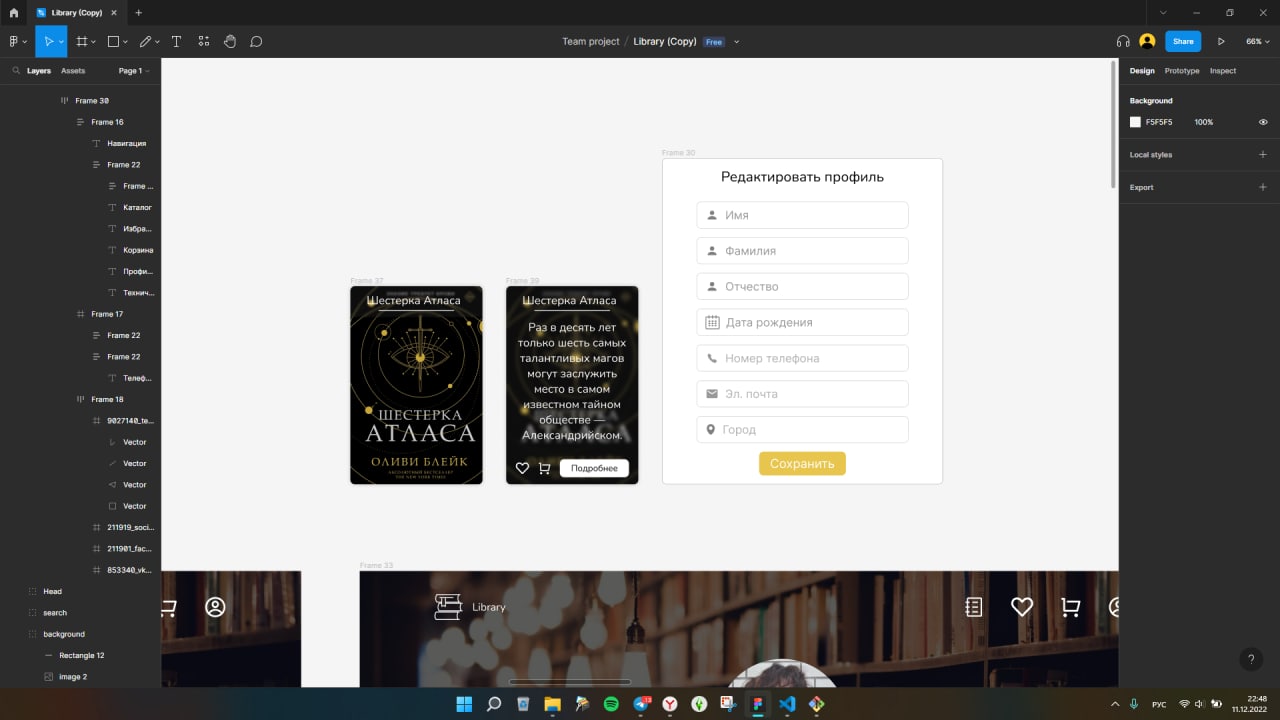 Library (Copy)
Team project / Library (Copy) Free
Share
66%
Layers
Assets
Page 1
Frame 30
Frame 16
Навигация
Frame 22
Frame ...
Каталог
Избра...
Корзина
Профи...
Технич...
Frame 17
Frame 22
Frame 22
Телеф...
Frame 18
9027140_te...
Vector
Vector
Vector
Vector
211919_soci...
211901_fac...
853340_vk...
Head
search
background
Rectangle 12
image 2
Frame 37
Шестерка Атласа
ШЕСТЕРКА
АТЛАСА
ОЛИВИ БЛЕЙК
АБСОЛЮТНЫЙ БЕСТСЕЛЛЕР
THE NEW YORK TIMES
Frame 39
Шестерка Атласа
Раз в десять лет
только шесть самых
талантливых магов
могут заслужить
место в самом
известном тайном
обществе —
Александрийском.
Подробнее
Frame 30
Редактировать профиль
Имя
Фамилия
Отчество
Дата рождения
Номер телефона
Эл. почта
Город
Сохранить
Frame 33
Library
Design
Prototype
Inspect
Background
F5F5F5
100%
Local styles
Export
?
13
РУС
22:48
11.12.2022